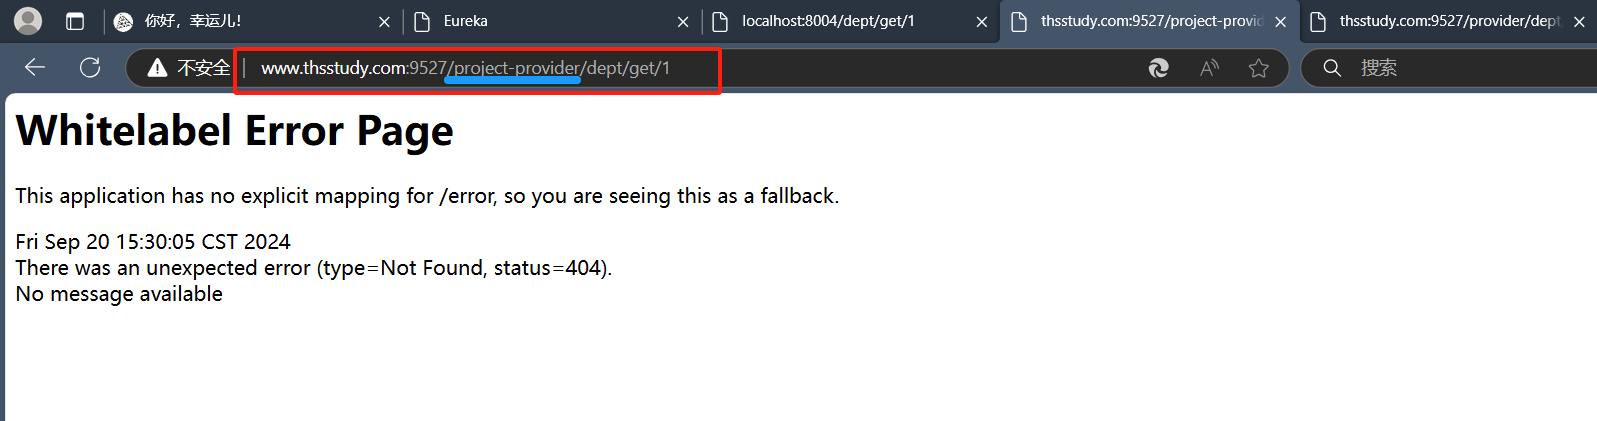 你好，幸运儿！
Eureka
localhost:8004/dept/get/1
thsstudy.com:9527/project-provid
thsstudy.com:9527/provider/dept
不安全
www.thsstudy.com:9527/project-provider/dept/get/1
搜索
Whitelabel Error Page
This application has no explicit mapping for /error, so you are seeing this as a fallback.
Fri Sep 20 15:30:05 CST 2024
There was an unexpected error (type=Not Found, status=404).
No message available